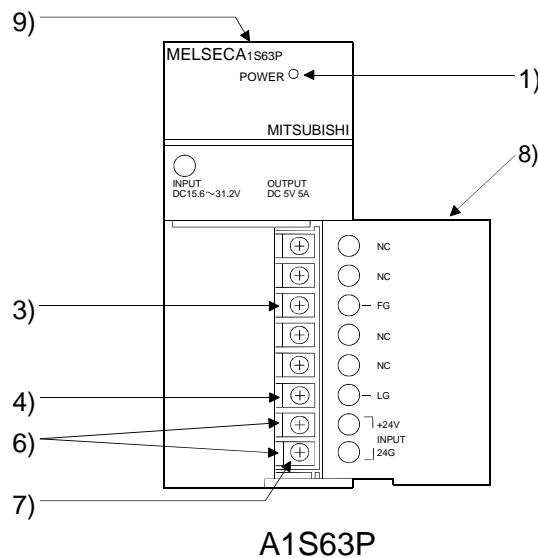 9)
MELSECA1S63P
POWER
1)
MITSUBISHI
8)
INPUT
DC15.6～31.2V
OUTPUT
DC 5V 5A
NC
NC
3)
FG
NC
NC
4)
LG
+24V
6)
INPUT
24G
7)
A1S63P